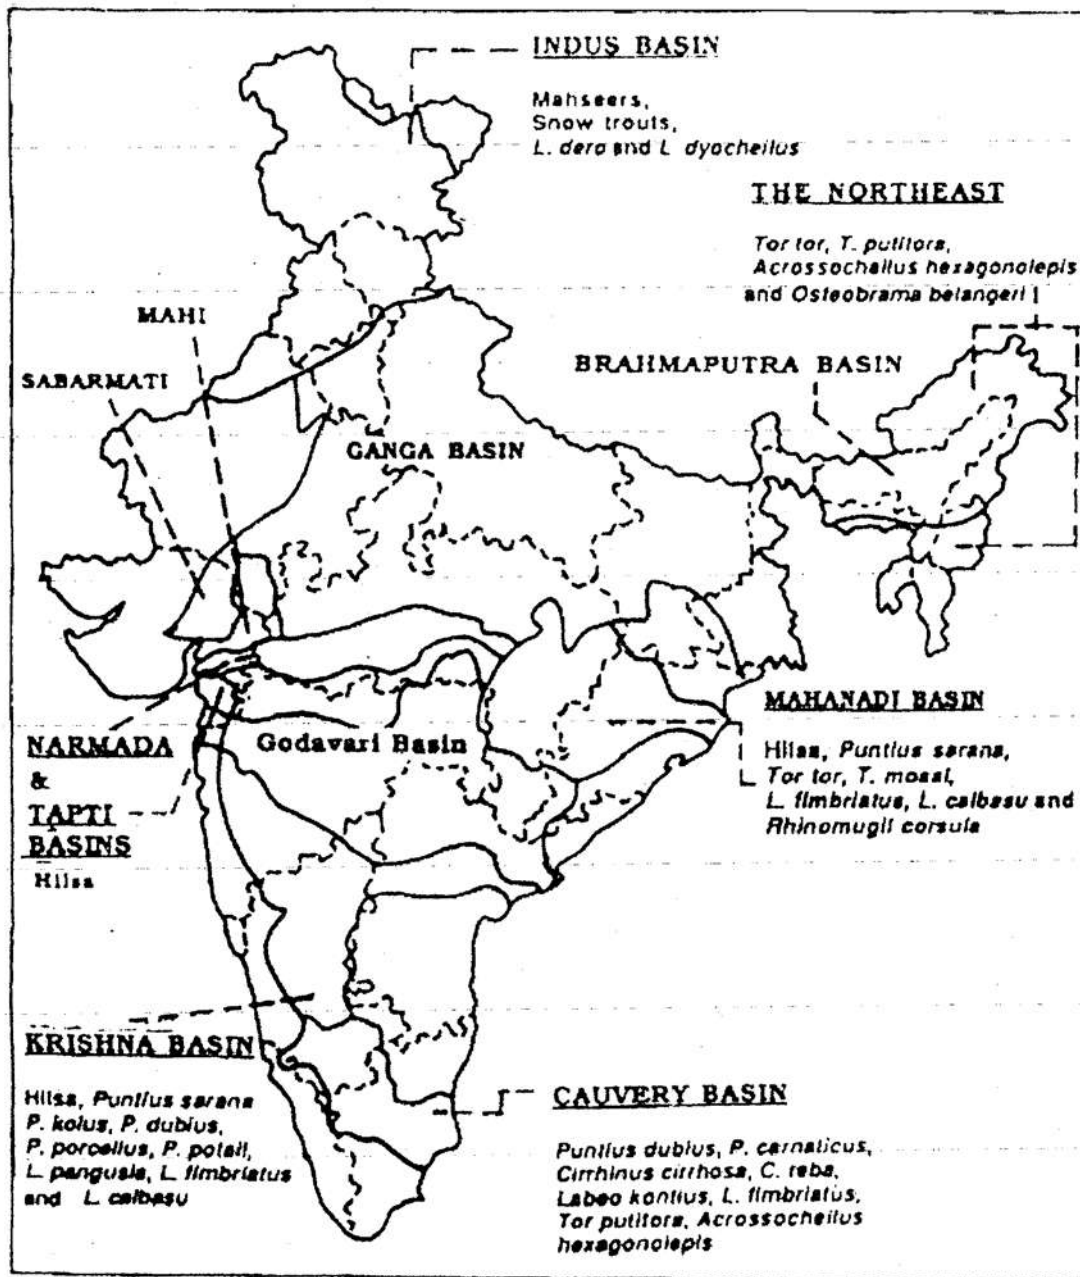 INDUS BASIN
Mahseers,
Snow trouts,
L. dero and L. dyocheilus
THE NORTHEAST
Tor tor, T. putitora,
Acrossocheilus hexagonolepis
and Osteobrama belangeri
MAHI
SABARMATI
BRAHMAPUTRA BASIN
GANGA BASIN
MAHANADI BASIN
Hilsa, Puntius sarana,
Tor tor, T. mosal,
L. fimbriatus, L. calbasu and
Rhinomugil corsula
NARMADA
&
TAPTI
BASINS
Hilsa
Godavari Basin
KRISHNA BASIN
Hilsa, Puntius sarana
P. kolus, P. dubius,
P. porcellus, P. potail,
L. pangusia, L. fimbriatus
and L. calbasu
CAUVERY BASIN
Puntius dubius, P. carnaticus,
Cirrhinus cirrhosa, C. reba,
Labeo kontius, L. fimbriatus,
Tor putitora, Acrossocheilus
hexagonolepis